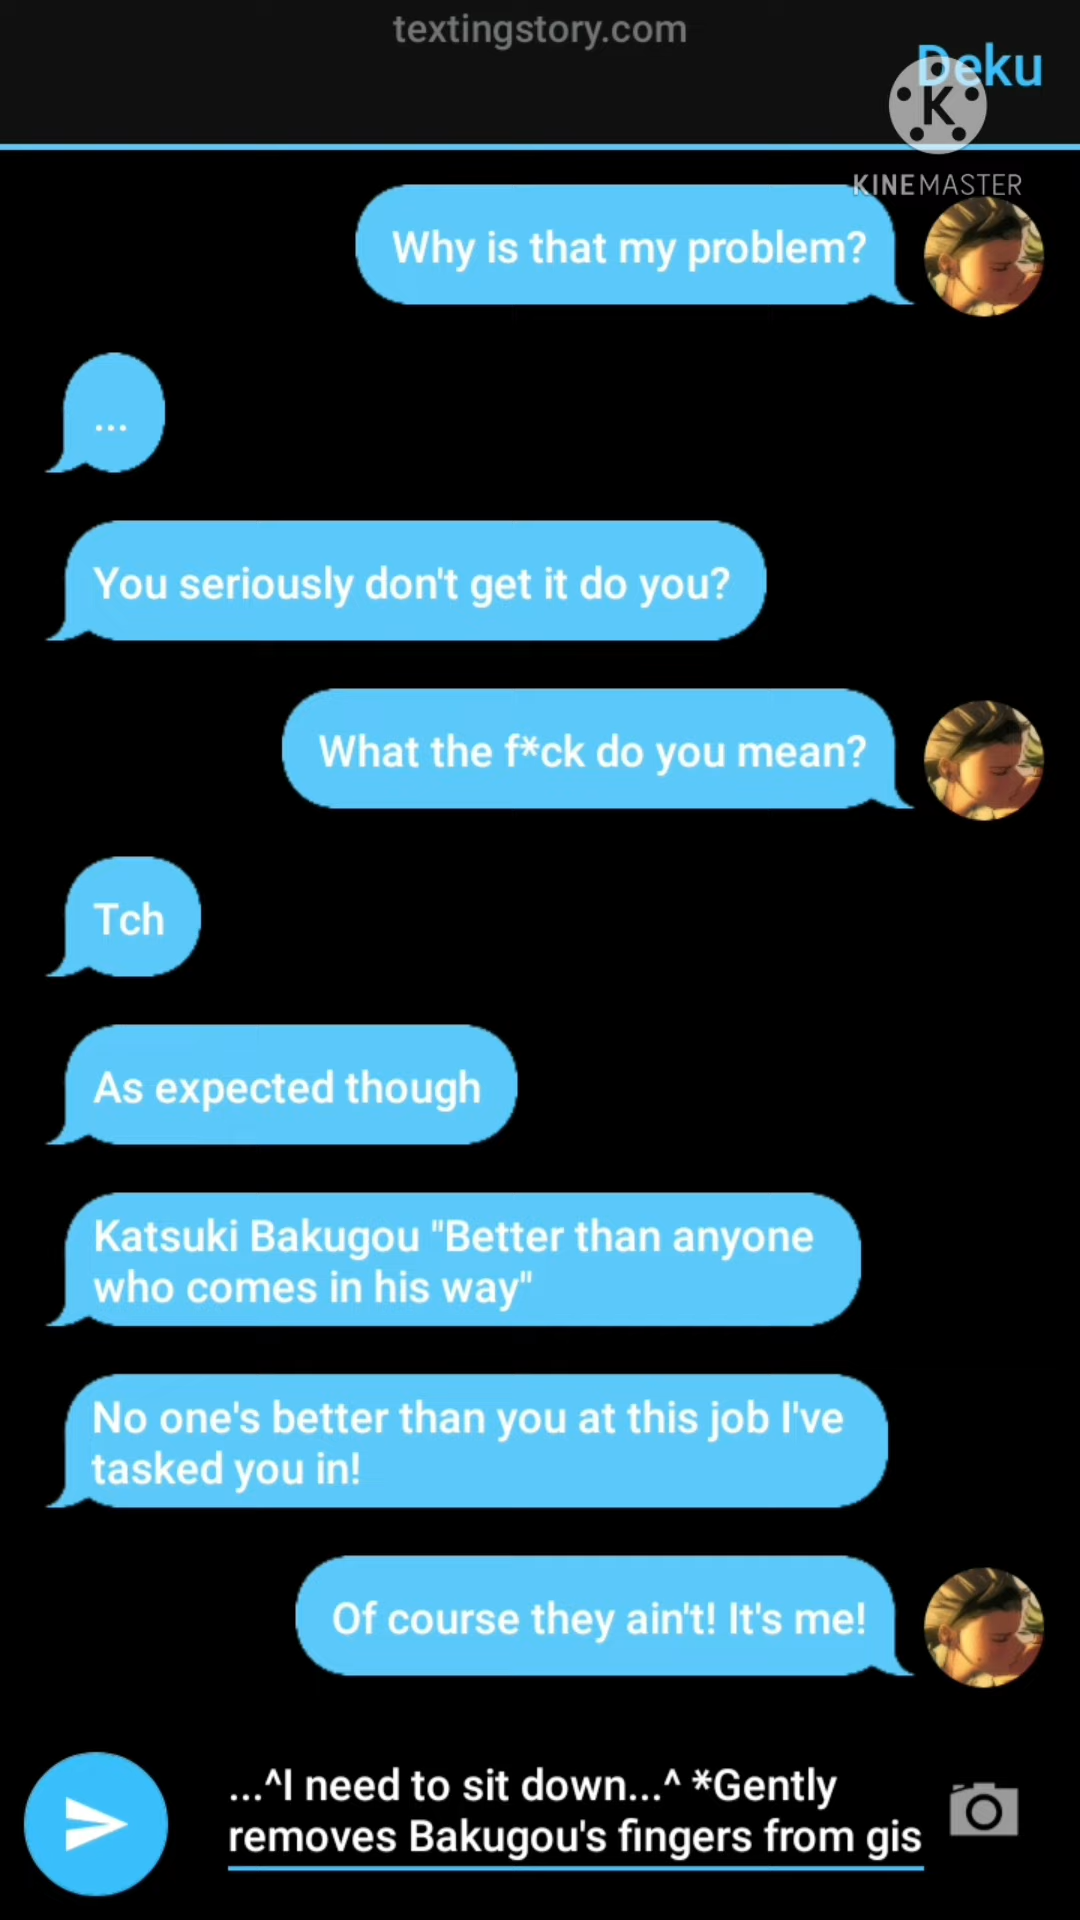 textingstory.com
Deku
K
KINEMASTER
Why is that my problem?
...
You seriously don't get it do you?
What the f*ck do you mean?
Tch
As expected though
Katsuki Bakugou "Better than anyone
who comes in his way"
No one's better than you at this job I've
tasked you in!
Of course they ain't! It's me!
...^I need to sit down...^ *Gently
removes Bakugou's fingers from gis